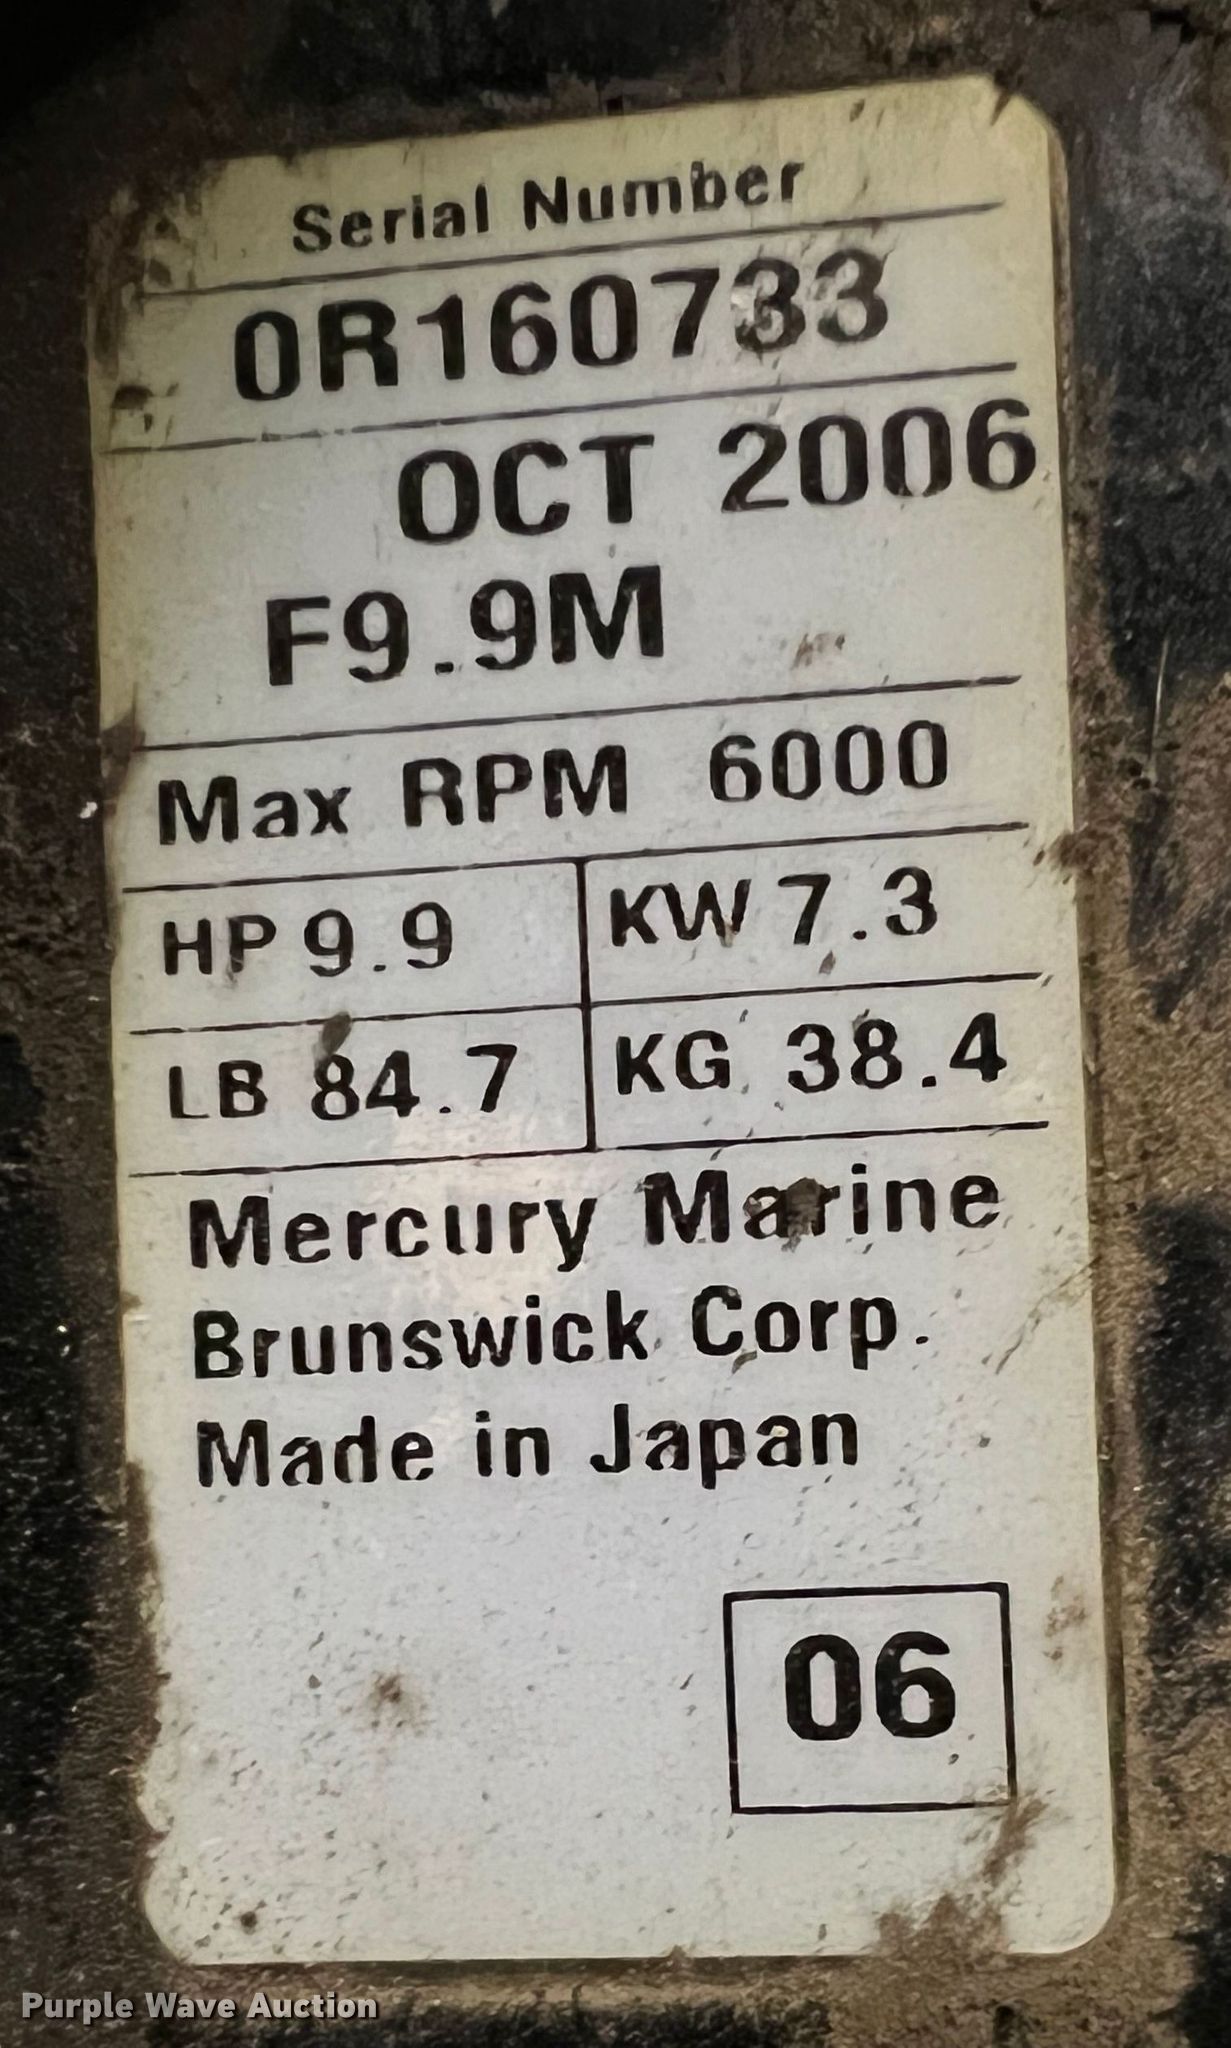 Serial Number
0R160733
OCT 2006
F9.9M
Max RPM 6000
HP 9.9 KW 7.3
LB 84.7 KG 38.4
Mercury Marine
Brunswick Corp.
Made in Japan
06
Purple Wave Auction